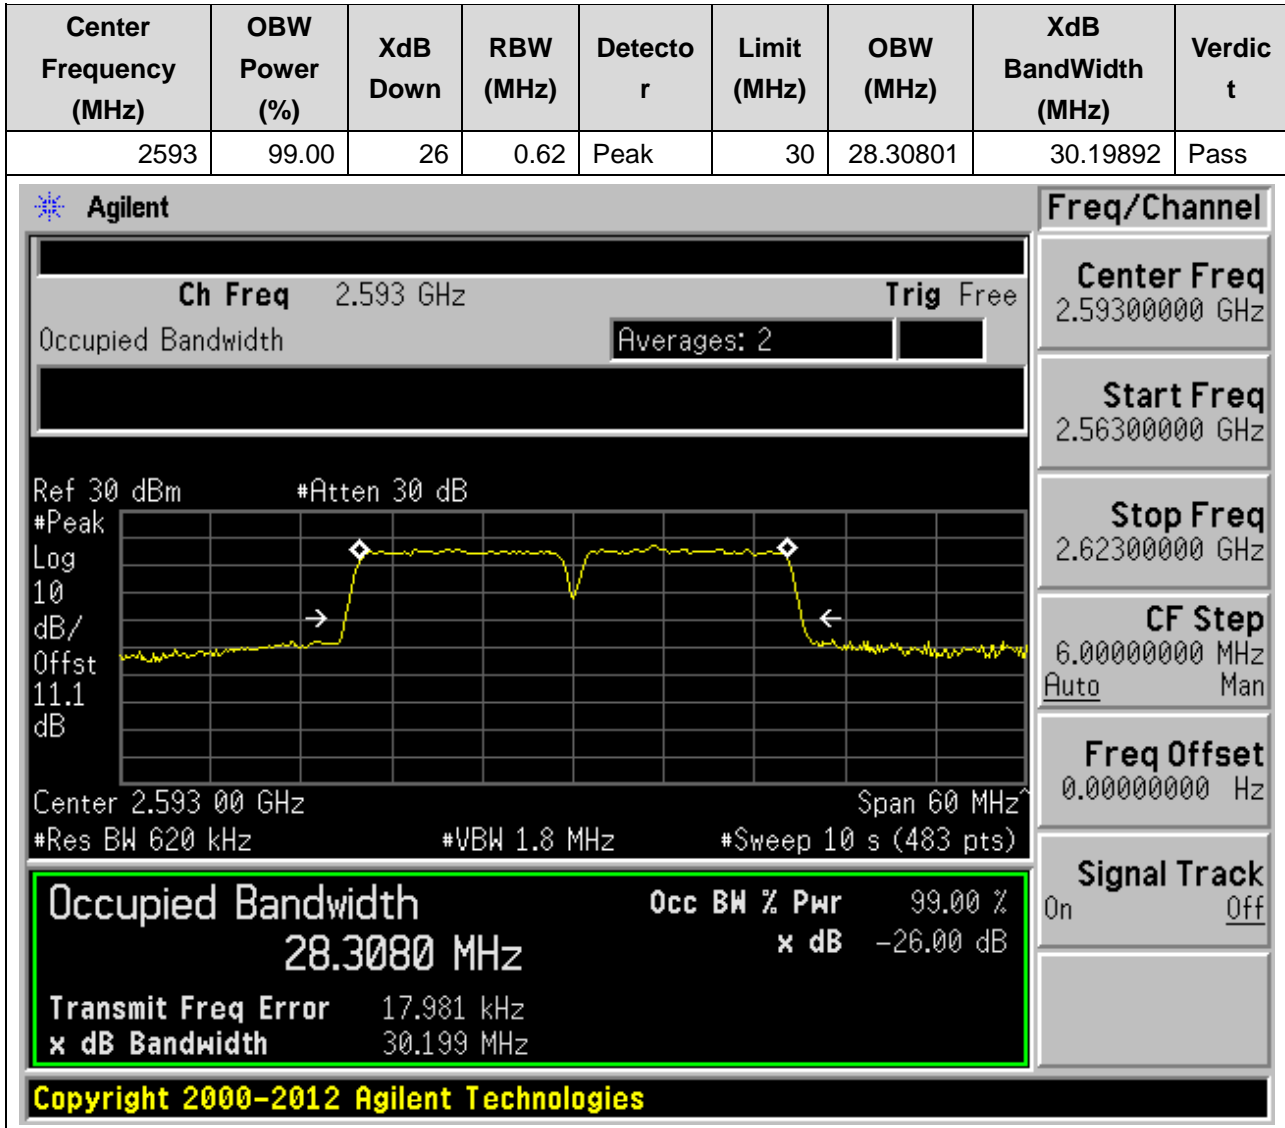 Center Frequency (MHz) OBW Power (%) XdB Down RBW (MHz) Detecto r Limit (MHz) OBW (MHz) XdB BandWidth (MHz) Verdic t
2593 99.00 26 0.62 Peak 30 28.30801 30.19892 Pass
Agilent
Ch Freq 2.593 GHz Trig Free
Occupied Bandwidth Averages: 2
Ref 30 dBm #Atten 30 dB
#Peak
Log
10
dB/
Offst
11.1
dB
Center 2.593 00 GHz Span 60 MHz^
#Res BW 620 kHz #VBW 1.8 MHz #Sweep 10 s (483 pts)
Occupied Bandwidth Occ BW % Pwr 99.00 %
28.3080 MHz x dB -26.00 dB
Transmit Freq Error 17.981 kHz
x dB Bandwidth 30.199 MHz
Copyright 2000-2012 Agilent Technologies
Freq/Channel
Center Freq
2.59300000 GHz
Start Freq
2.56300000 GHz
Stop Freq
2.62300000 GHz
CF Step
6.00000000 MHz
Auto Man
Freq Offset
0.00000000 Hz
Signal Track
On Off